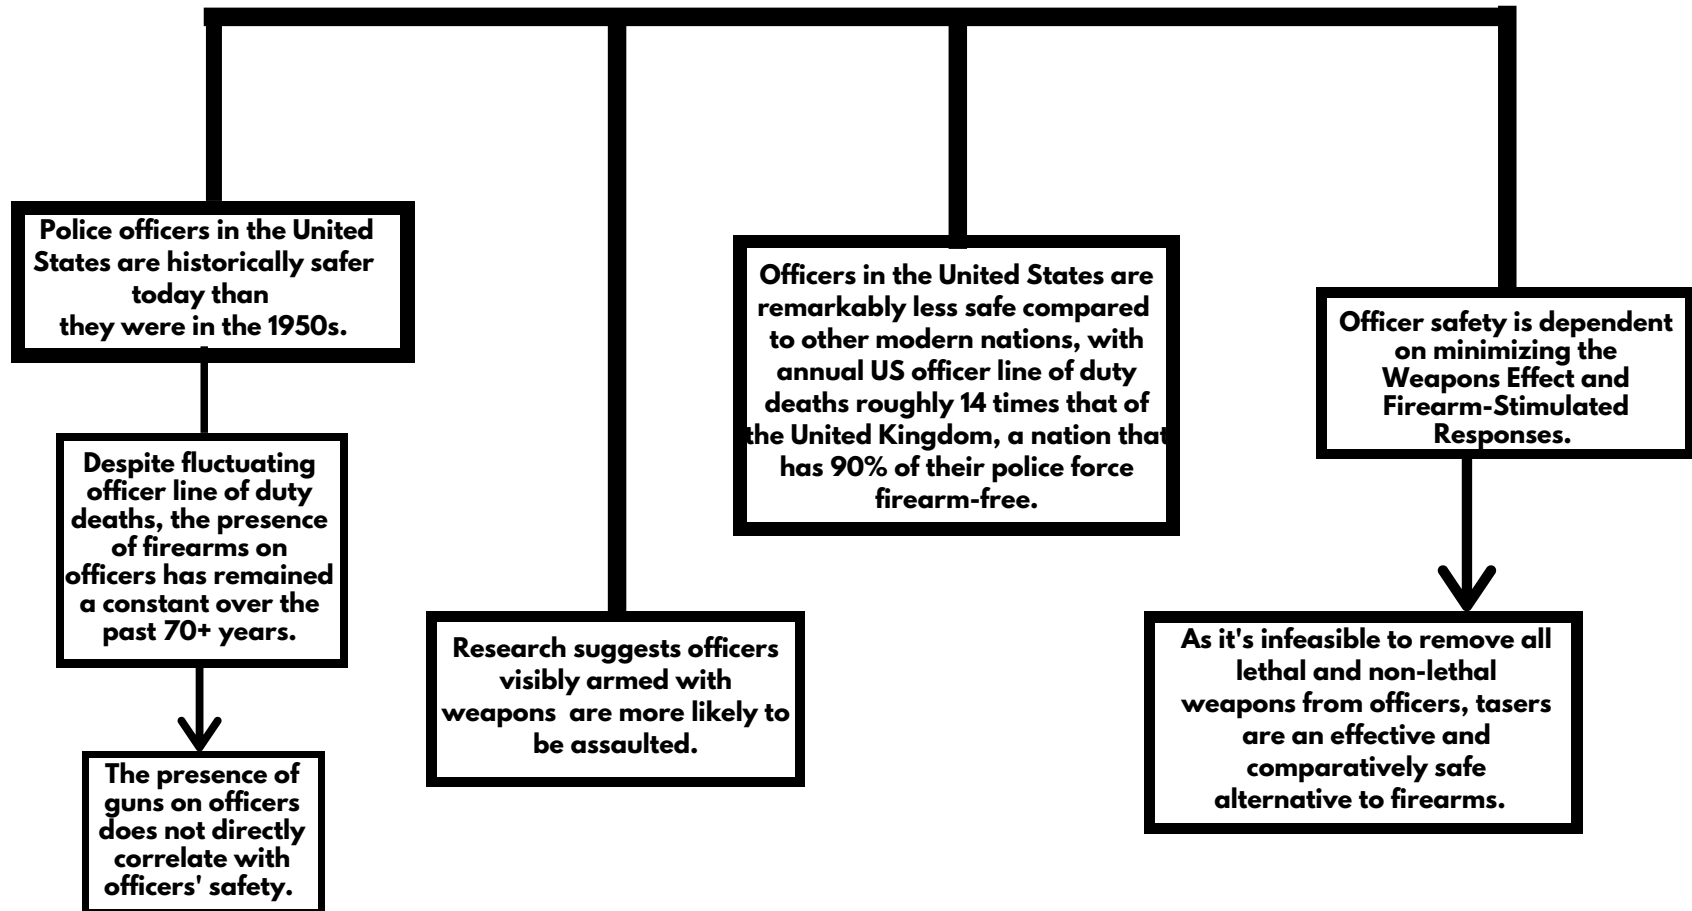 Police officers in the United
States are historically safer
today than
they were in the 1950s.
Despite fluctuating
officer line of duty
deaths, the presence
of firearms on
officers has remained
a constant over the
past 70+ years.
The presence of
guns on officers
does not directly
correlate with
officers' safety.
Research suggests officers
visibly armed with
weapons  are more likely to
be assaulted.
Officers in the United States are
remarkably less safe compared
to other modern nations, with
annual US officer line of duty
deaths roughly 14 times that of
the United Kingdom, a nation that
has 90% of their police force
firearm-free.
Officer safety is dependent
on minimizing the
Weapons Effect and
Firearm-Stimulated
Responses.
As it's infeasible to remove all
lethal and non-lethal
weapons from officers, tasers
are an effective and
comparatively safe
alternative to firearms.